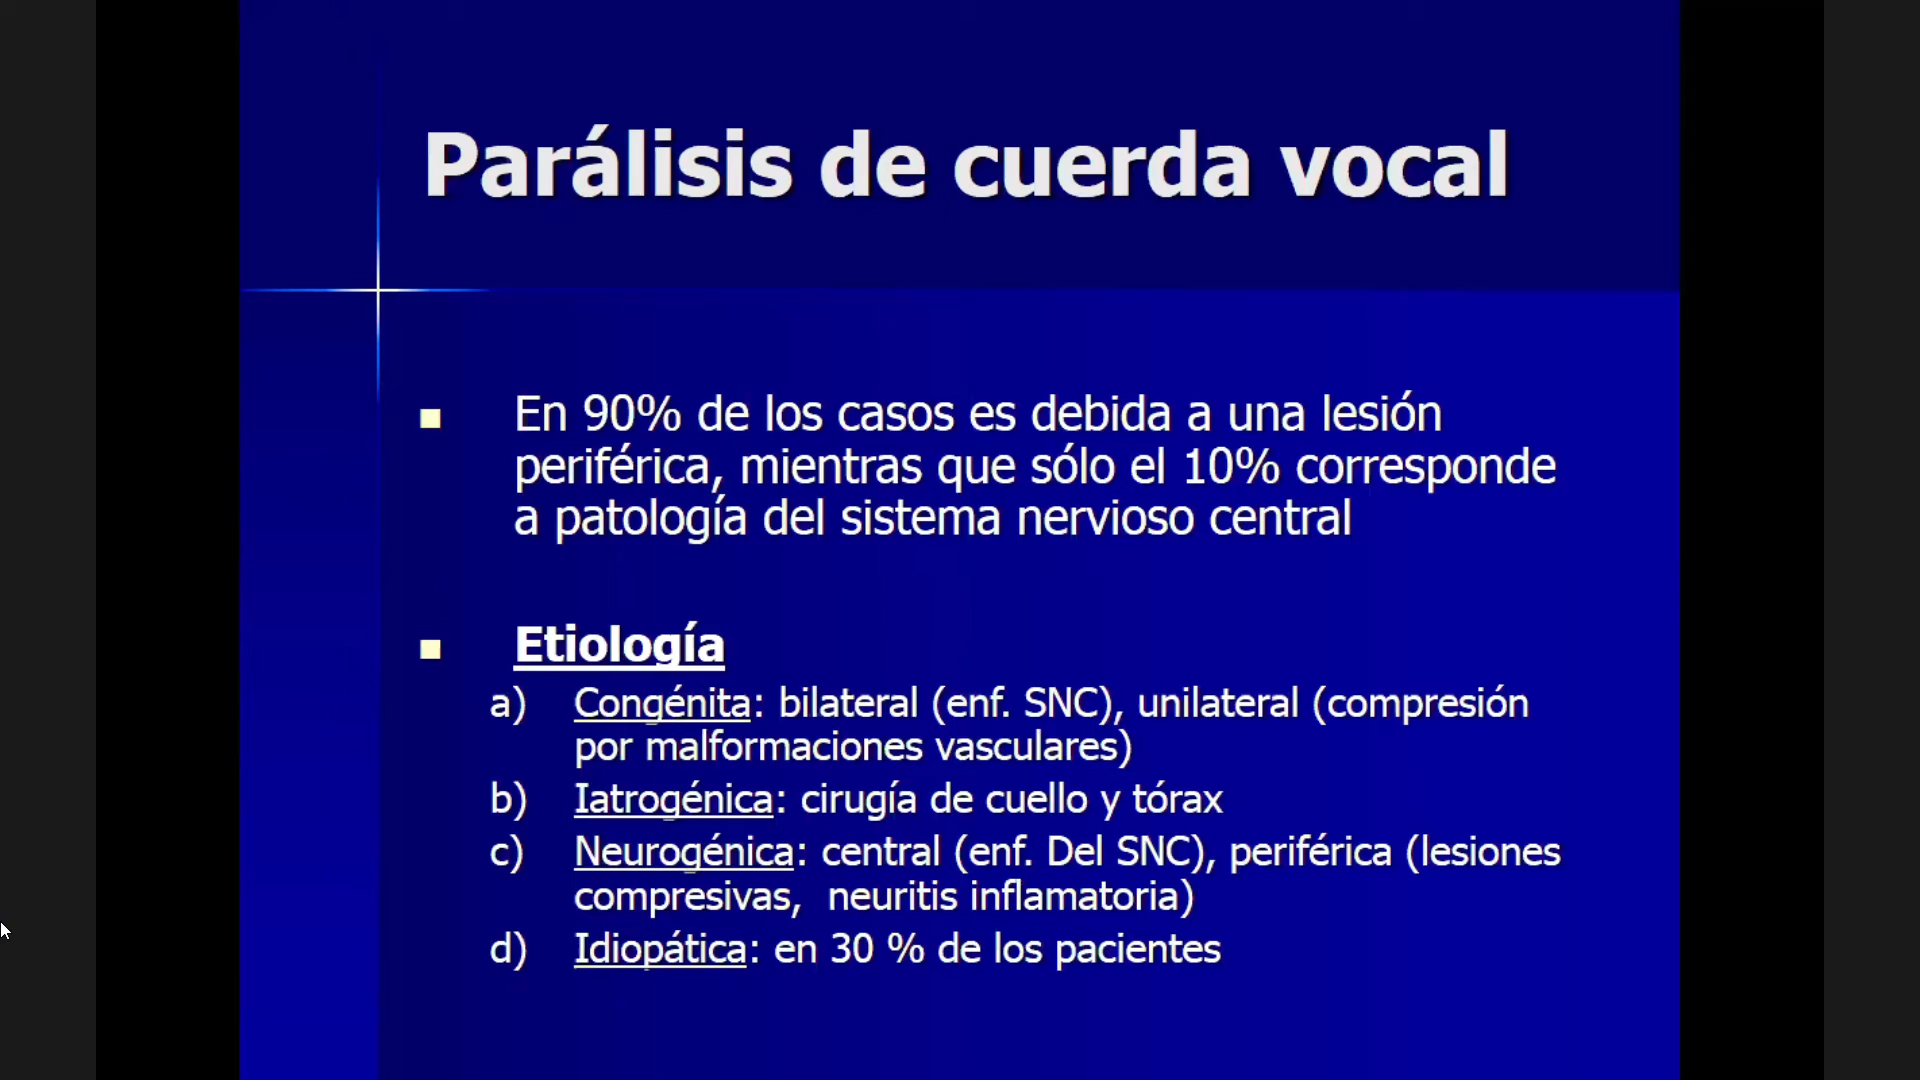 Parálisis de cuerda vocal
En 90% de los casos es debida a una lesión
periférica, mientras que sólo el 10% corresponde
a patología del sistema nervioso central
Etiología
a) Congénita: bilateral (enf. SNC), unilateral (compresión
por malformaciones vasculares)
b) Iatrogénica: cirugía de cuello y tórax
c) Neurogénica: central (enf. Del SNC), periférica (lesiones
compresivas, neuritis inflamatoria)
d) Idiopática: en 30 % de los pacientes